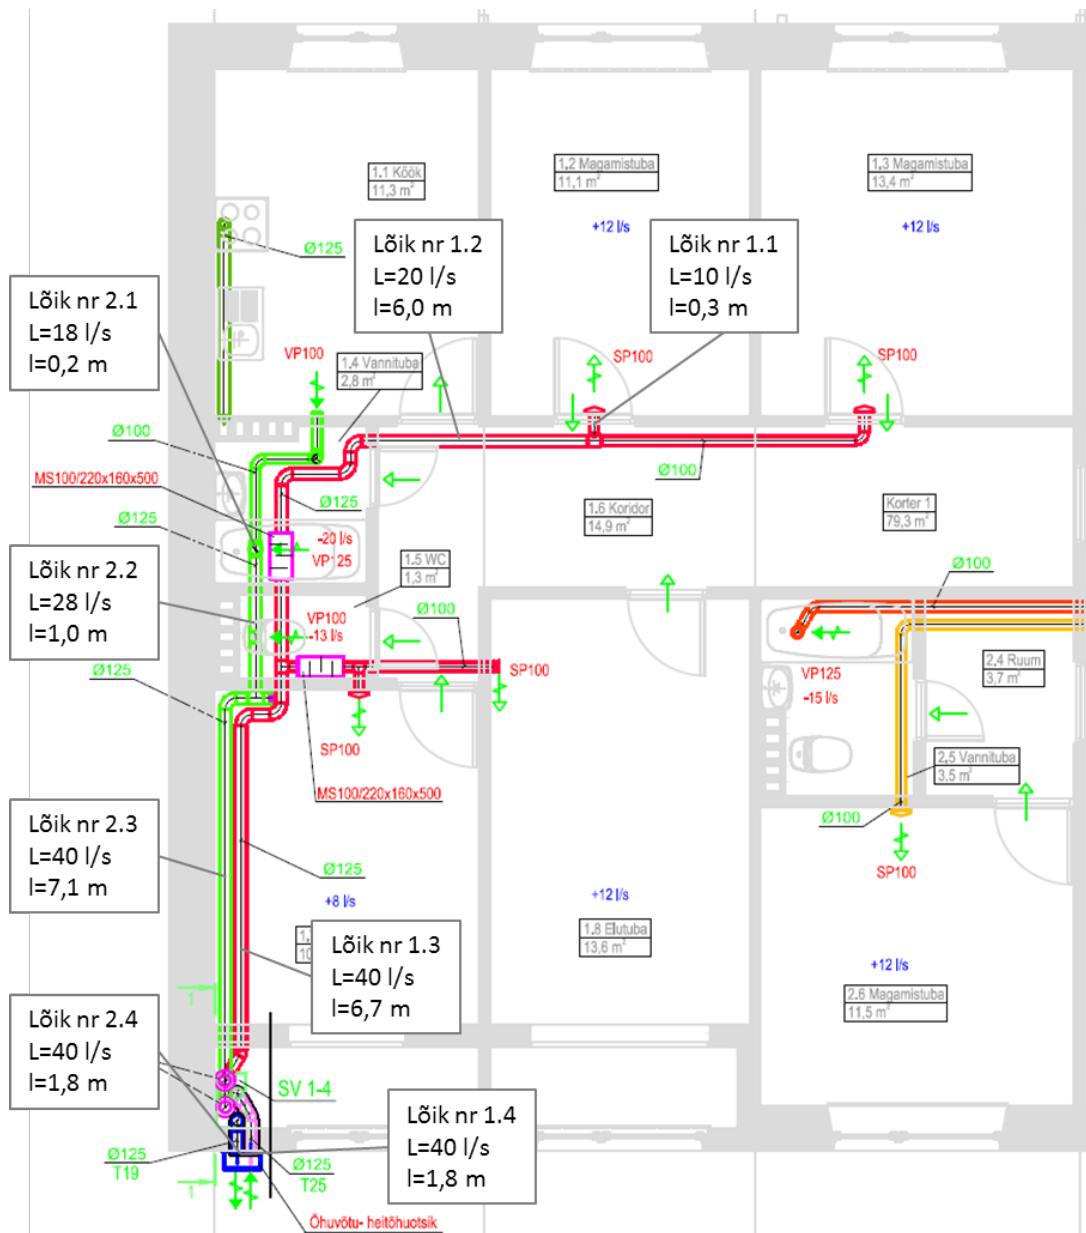 1.1 Köök
11,3 m²
1.2 Magamistuba
11,1 m²
1.3 Magamistuba
13,4 m²
+12 l/s
+12 l/s
Ø125
Lõik nr 1.2
L=20 l/s
l=6,0 m
Lõik nr 1.1
L=10 l/s
l=0,3 m
Lõik nr 2.1
L=18 l/s
l=0,2 m
VP100
1.4 Vannituba
2,8 m²
SP100
SP100
Ø100
MS100/220x160x500
Ø125
Ø100
Ø125
1.6 Koridor
14,9 m²
Korter 1
79,3 m²
-20 l/s
VP125
Lõik nr 2.2
L=28 l/s
l=1,0 m
1.5 WC
1,3 m²
Ø100
VP100
-13 l/s
Ø100
Ø125
SP100
VP125
-15 l/s
2.4 Ruum
3,7 m²
SP100
MS100/220x160x500
2.5 Vannituba
3,5 m²
Ø100
SP100
Lõik nr 2.3
L=40 l/s
l=7,1 m
Ø125
+8 l/s
+12 l/s
1.8 Elutuba
13,6 m²
1.
10
Lõik nr 1.3
L=40 l/s
l=6,7 m
+12 l/s
2.6 Magamistuba
11,5 m²
1
Lõik nr 2.4
L=40 l/s
l=1,8 m
SV 1-4
Lõik nr 1.4
L=40 l/s
l=1,8 m
Ø125
T19
Ø125
T25
1
Õhuvõtu- heitõhuotsik